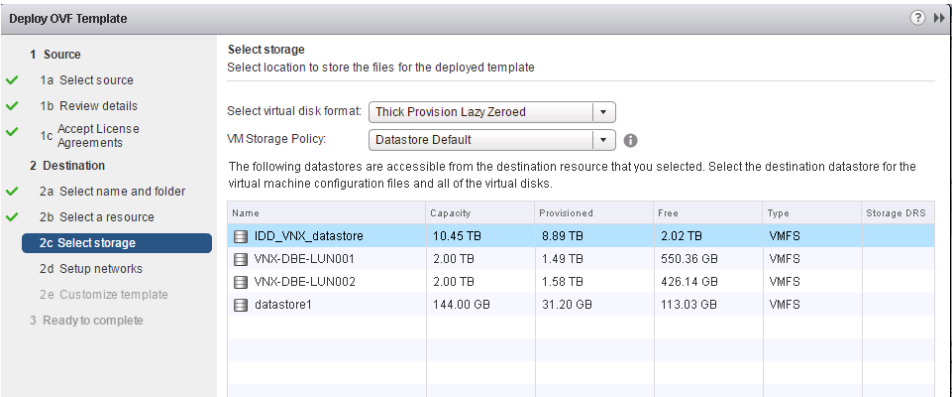 Deploy OVF Template
1 Source
1a Select source
1b Review details
1c Accept License
Agreements
2 Destination
2a Select name and folder
2b Select a resource
2c Select storage
2d Setup networks
2e Customize template
3 Ready to complete
Select storage
Select location to store the files for the deployed template
Select virtual disk format: Thick Provision Lazy Zeroed
VM Storage Policy: Datastore Default
The following datastores are accessible from the destination resource that you selected. Select the destination datastore for the
virtual machine configuration files and all of the virtual disks.
Name Capacity Provisioned Free Type Storage DRS
IDD_VNX_datastore 10.45 TB 8.89 TB 2.02 TB VMFS
VNX-DBE-LUN001 2.00 TB 1.49 TB 550.36 GB VMFS
VNX-DBE-LUN002 2.00 TB 1.58 TB 426.14 GB VMFS
datastore1 144.00 GB 31.20 GB 113.03 GB VMFS